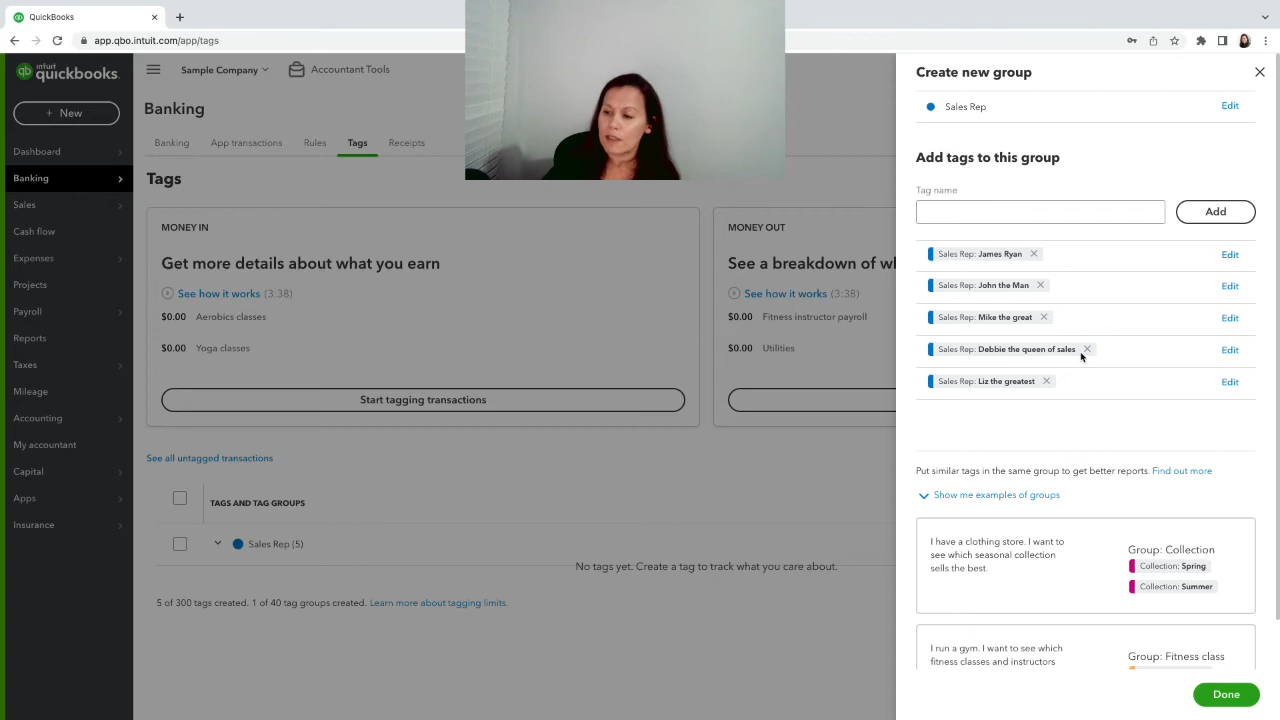 QuickBooks
app.qbo.intuit.com/app/tags
intuit
quickbooks.
+ New
Dashboard
Banking
Sales
Cash flow
Expenses
Projects
Payroll
Reports
Taxes
Mileage
Accounting
My accountant
Capital
Apps
Insurance
Sample Company
Accountant Tools
Banking
Banking
App transactions
Rules
Tags
Receipts
Tags
MONEY IN
Get more details about what you earn
See how it works (3:38)
$0.00 Aerobics classes
$0.00 Yoga classes
Start tagging transactions
MONEY OUT
See a breakdown of wh
See how it works (3:38)
$0.00 Fitness instructor payroll
$0.00 Utilities
See all untagged transactions
TAGS AND TAG GROUPS
Sales Rep (5)
No tags yet. Create a tag to track what you care about.
5 of 300 tags created. 1 of 40 tag groups created. Learn more about tagging limits.
Create new group
Sales Rep
Edit
Add tags to this group
Tag name
Add
Sales Rep: James Ryan
Edit
Sales Rep: John the Man
Edit
Sales Rep: Mike the great
Edit
Sales Rep: Debbie the queen of sales
Edit
Sales Rep: Liz the greatest
Edit
Put similar tags in the same group to get better reports. Find out more
Show me examples of groups
I have a clothing store. I want to
see which seasonal collection
sells the best.
Group: Collection
Collection: Spring
Collection: Summer
I run a gym. I want to see which
fitness classes and instructors
Group: Fitness class
Done